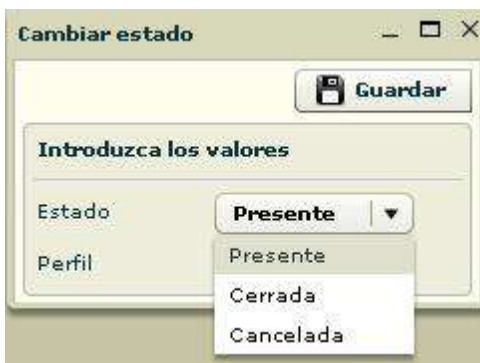 Cambiar estado
Guardar
Introduzca los valores
Estado
Presente
Perfil
Presente
Cerrada
Cancelada